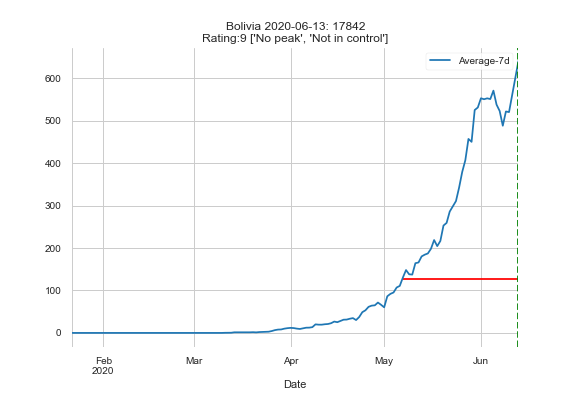 Bolivia 2020-06-13: 17842
Rating:9 ['No peak', 'Not in control']
Average-7d
600
500
400
300
200
100
0
Feb Mar Apr May Jun
2020
Date